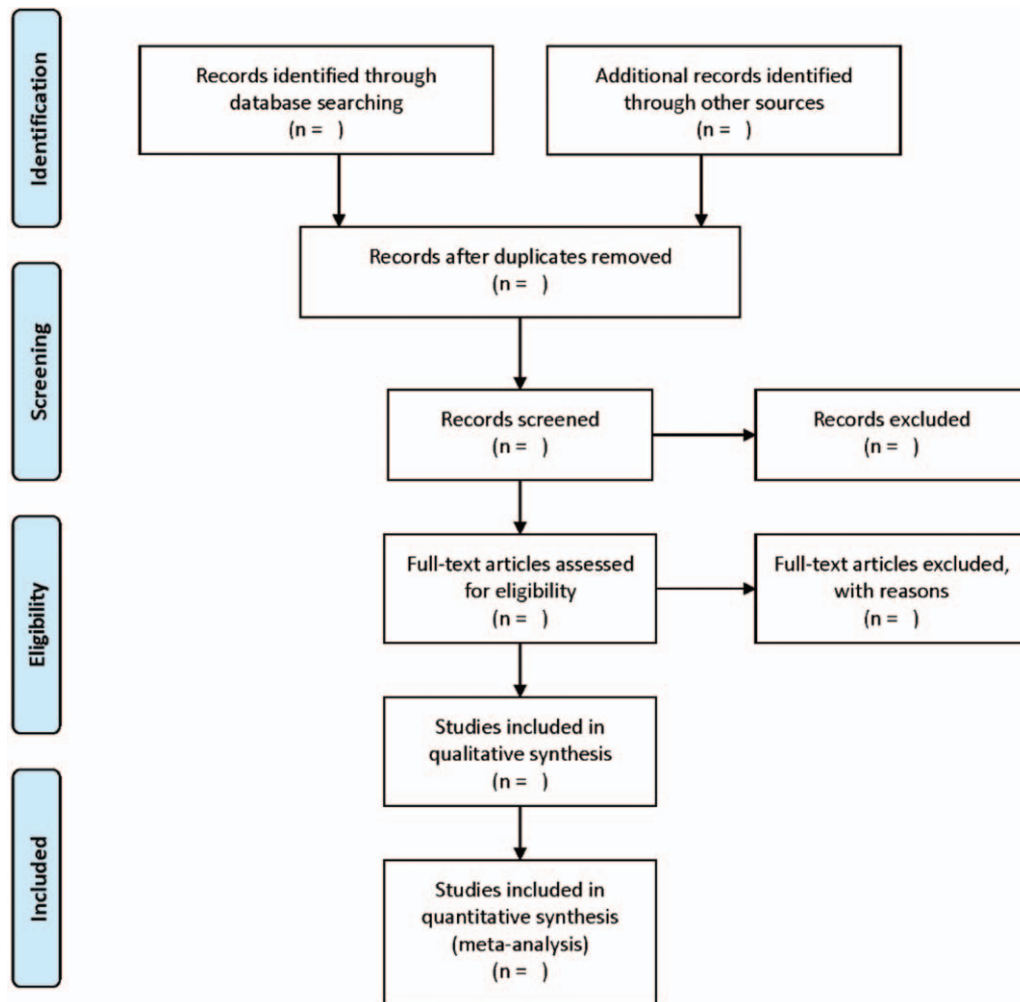 Identification
Records identified through
database searching
(n =   )
Additional records identified
through other sources
(n =   )
Records after duplicates removed
(n =   )
Screening
Records screened
(n =   )
Records excluded
(n =   )
Eligibility
Full-text articles assessed
for eligibility
(n =   )
Full-text articles excluded,
with reasons
(n =   )
Studies included in
qualitative synthesis
(n =   )
Included
Studies included in
quantitative synthesis
(meta-analysis)
(n =   )